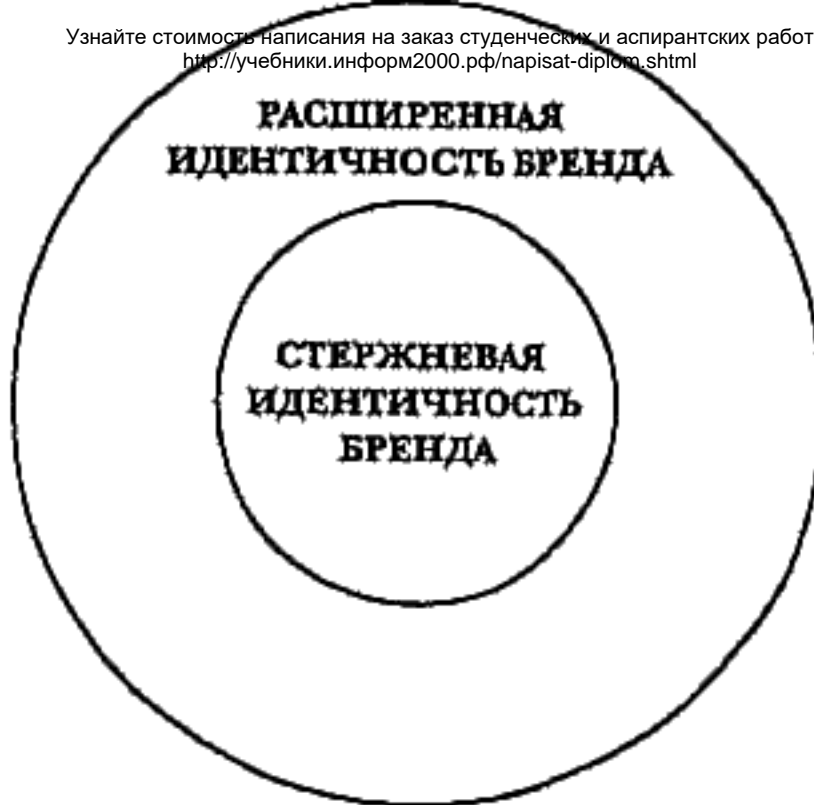 Узнайте стоимость написания на заказ студенческих и аспирантских работ
http://учебники.информ2000.рф/napisat-diplom.shtml
РАСШИРЕННАЯ
ИДЕНТИЧНОСТЬ БРЕНДА
СТЕРЖНЕВАЯ
ИДЕНТИЧНОСТЬ
БРЕНДА